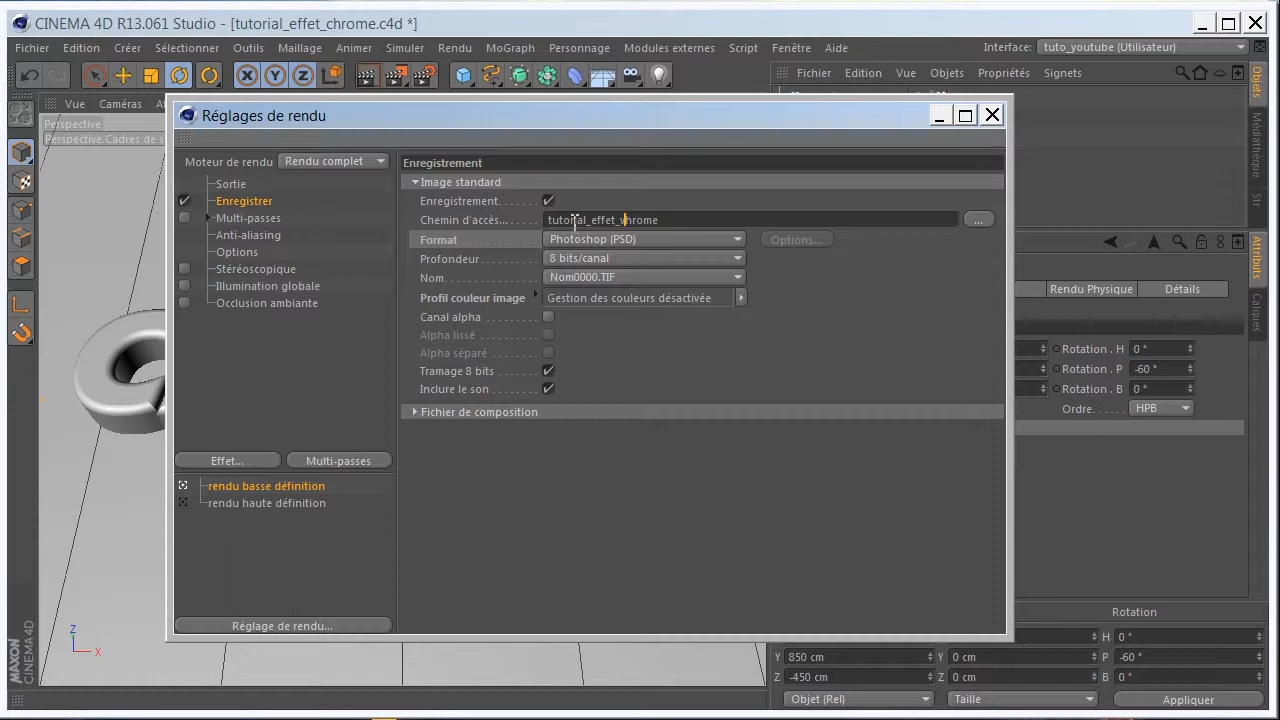 CINEMA 4D R13.061 Studio - [tutorial_effet_chrome.c4d *]
Fichier Edition Créer Sélectionner Outils Maillage Animer Simuler Rendu MoGraph Personnage Modules externes Script Fenêtre Aide Interface: tuto_youtube (Utilisateur)
X Y Z Fichier Edition Vue Objets Propriétés Signets
Vue Caméras
Perspective
Perspective.Cadres de s
Réglages de rendu
Moteur de rendu Rendu complet
Sortie
Enregistrer
Multi-passes
Anti-aliasing
Options
Stéréoscopique
Illumination globale
Occlusion ambiante
Effet... Multi-passes
rendu basse définition
rendu haute définition
Réglage de rendu...
Enregistrement
Image standard
Enregistrement
Chemin d'accès... tutorial_effet_vhrome ...
Format Photoshop (PSD) Options...
Profondeur 8 bits/canal
Nom Nom0000.TIF
Profil couleur image Gestion des couleurs désactivée
Canal alpha
Alpha lissé
Alpha séparé
Tramage 8 bits
Inclure le son
Fichier de composition
Objets
Médiathèque
Str
Attributs
Calques
Rendu Physique Détails
Rotation . H 0 °
Rotation . P -60 °
Rotation . B 0 °
Ordre HPB
Rotation
H 0 °
Y 850 cm Y 0 cm P -60 °
Z -450 cm Z 0 cm B 0 °
Objet (Rel) Taille Appliquer
Z
X
MAXON
CINEMA 4D